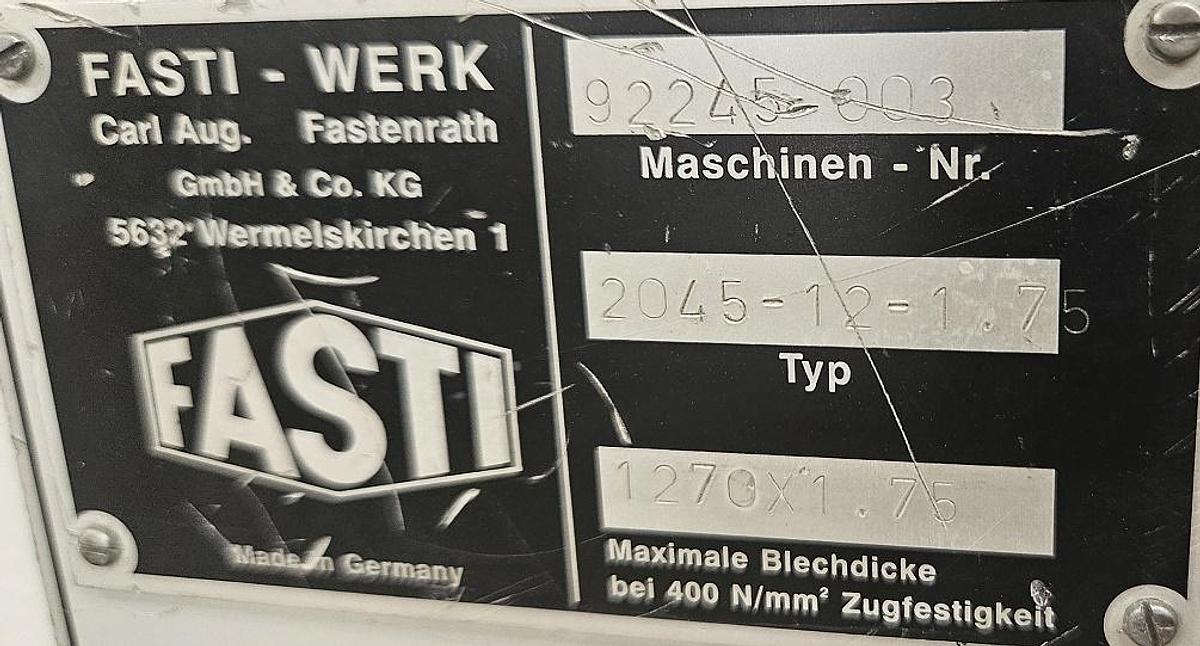 FASTI - WERK
Carl Aug. Fastenrath
GmbH & Co. KG
5632 Wermelskirchen 1
FASTI
Made in Germany
92245-003
Maschinen - Nr.
2045-12-1.75
Typ
1270X1.75
Maximale Blechdicke
bei 400 N/mm² Zugfestigkeit